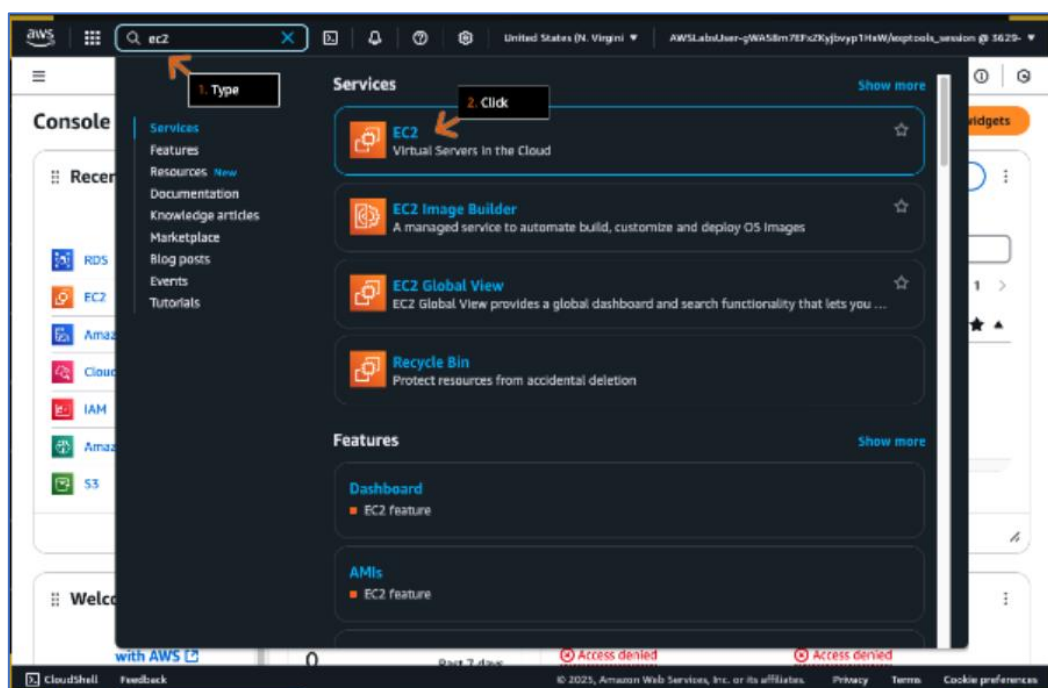 aws
ec2
United States (N. Virgini
1. Type
2. Click
Services
Show more
Console
widgets
Services
Features
Resources New
Documentation
Knowledge articles
Marketplace
Blog posts
Events
Tutorials
EC2
Virtual Servers in the Cloud
EC2 Image Builder
A managed service to automate build, customize and deploy OS Images
EC2 Global View
EC2 Global View provides a global dashboard and search functionality that lets you ...
Recycle Bin
Protect resources from accidental deletion
Recen
RDS
EC2
Amaz
Cloud
IAM
Amaz
S3
1
Features
Show more
Dashboard
EC2 feature
AMIs
EC2 feature
Welco
with AWS
0
Past 7 days
Access denied
Access denied
CloudShell
Feedback
© 2025, Amazon Web Services, Inc. or its affiliates.
Privacy
Terms
Cookie preferences